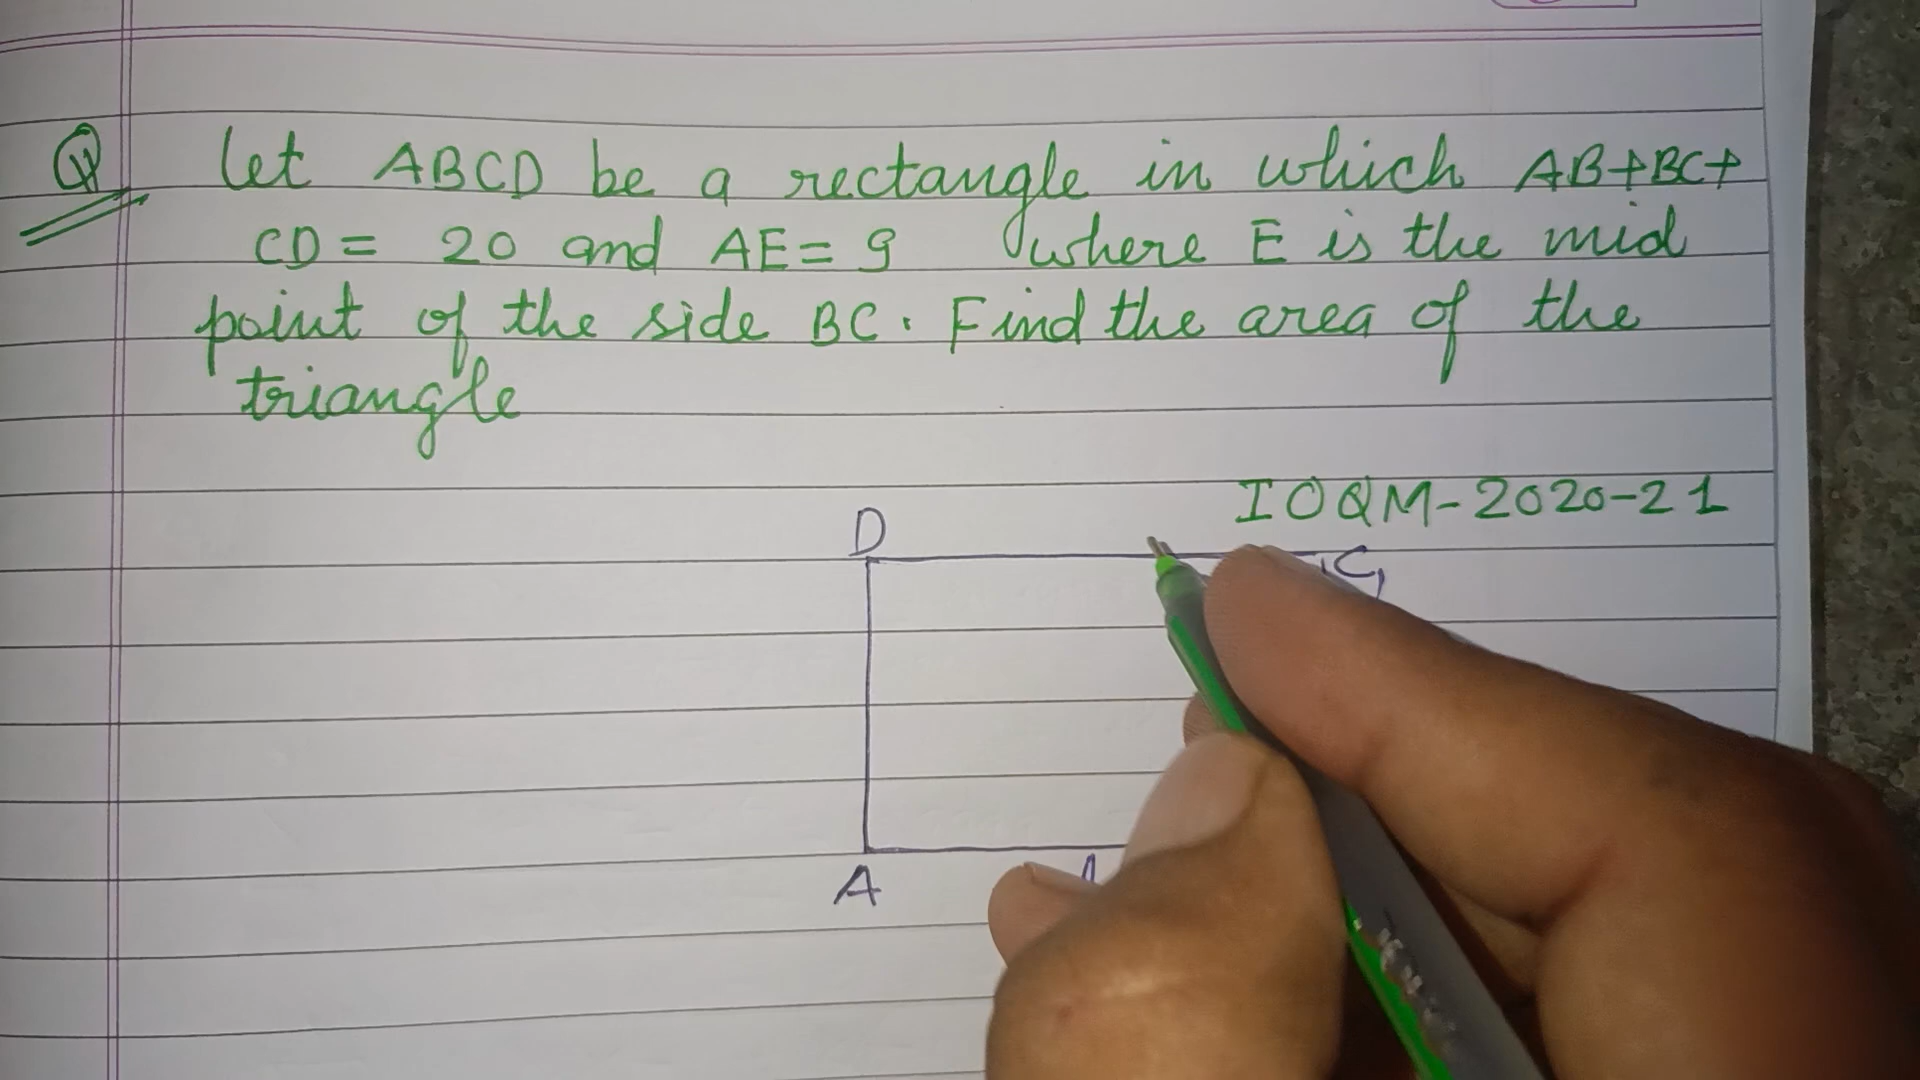 Q Let ABCD be a rectangle in which AB+BC+
CD = 20 and AE = 9 where E is the mid
point of the side BC. Find the area of the
triangle
IOQM-2020-21
D
C
A